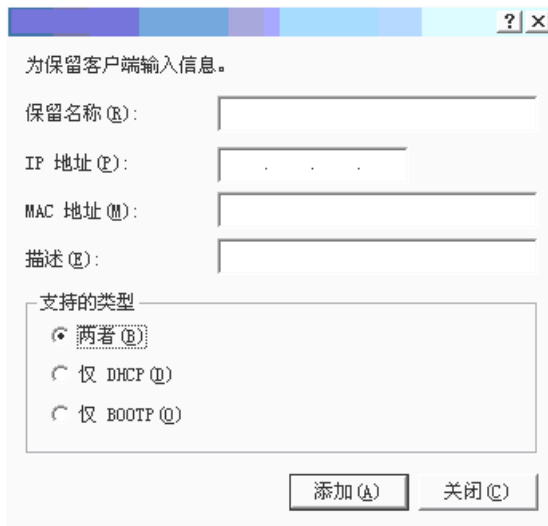 为保留客户端输入信息。
保留名称(R):
IP 地址(P):
. . .
MAC 地址(M):
描述(E):
支持的类型
两者(B)
仅 DHCP(D)
仅 BOOTP(O)
添加(A) 关闭(C)